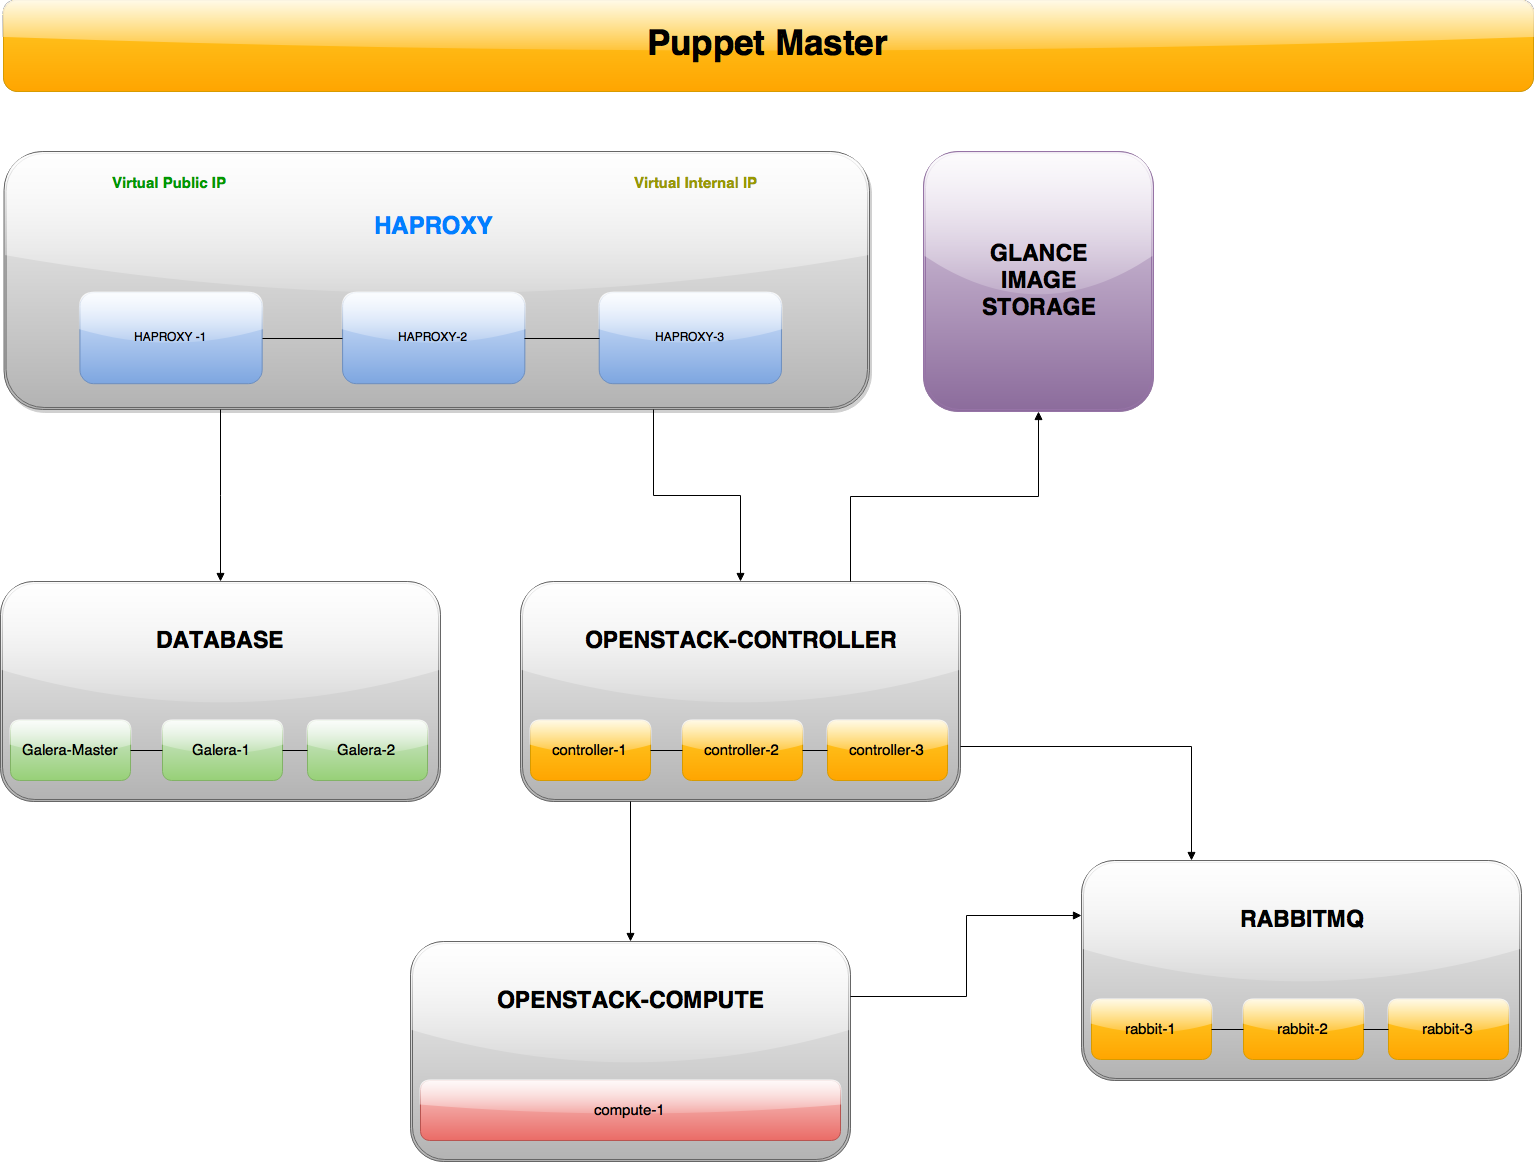 Puppet Master
Virtual Public IP
Virtual Internal IP
HAPROXY
HAPROXY -1
HAPROXY-2
HAPROXY-3
GLANCE
IMAGE
STORAGE
DATABASE
Galera-Master
Galera-1
Galera-2
OPENSTACK-CONTROLLER
controller-1
controller-2
controller-3
RABBITMQ
rabbit-1
rabbit-2
rabbit-3
OPENSTACK-COMPUTE
compute-1